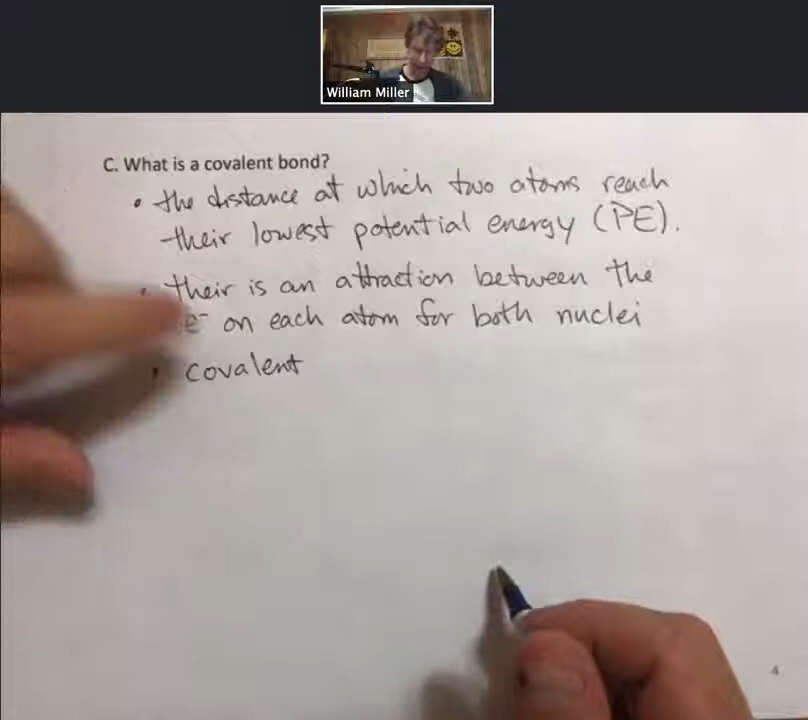 William Miller
C. What is a covalent bond?
• the distance at which two atoms reach
their lowest potential energy (PE).
• their is an attraction between the
e⁻ on each atom for both nuclei
• covalent
4